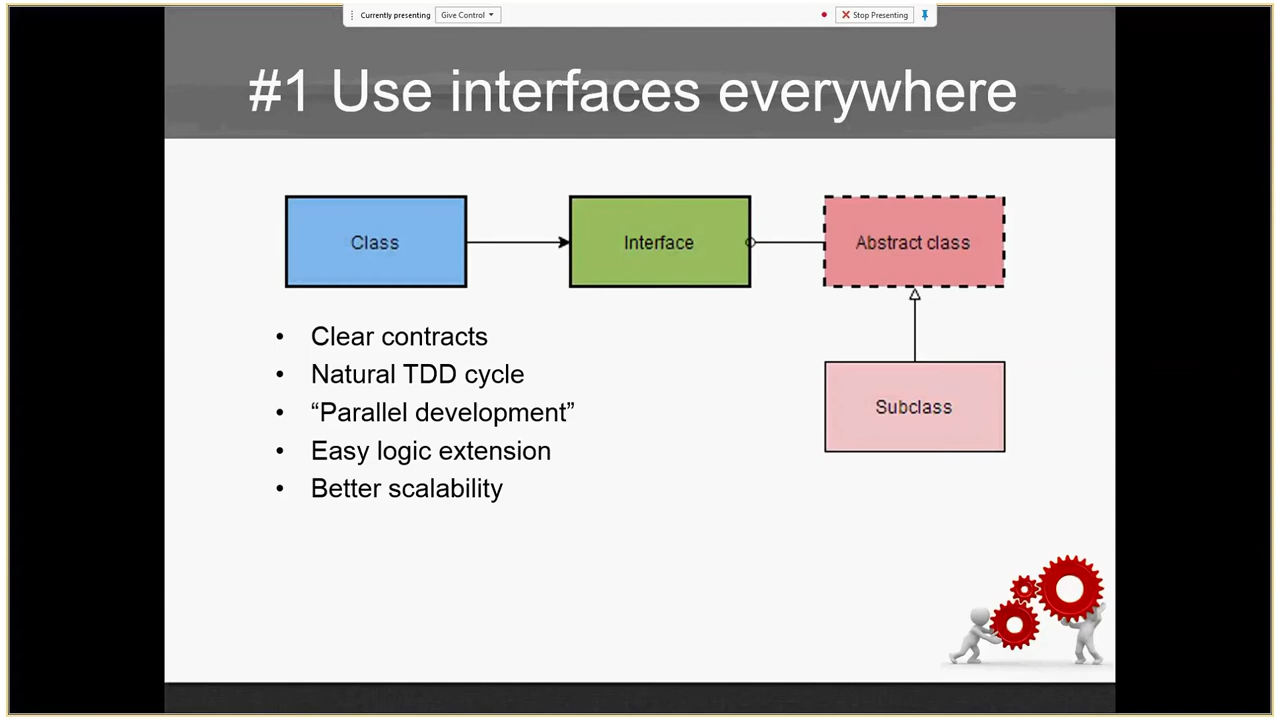 Currently presenting Give Control Stop Presenting
#1 Use interfaces everywhere
Class Interface Abstract class
Subclass
• Clear contracts
• Natural TDD cycle
• “Parallel development”
• Easy logic extension
• Better scalability